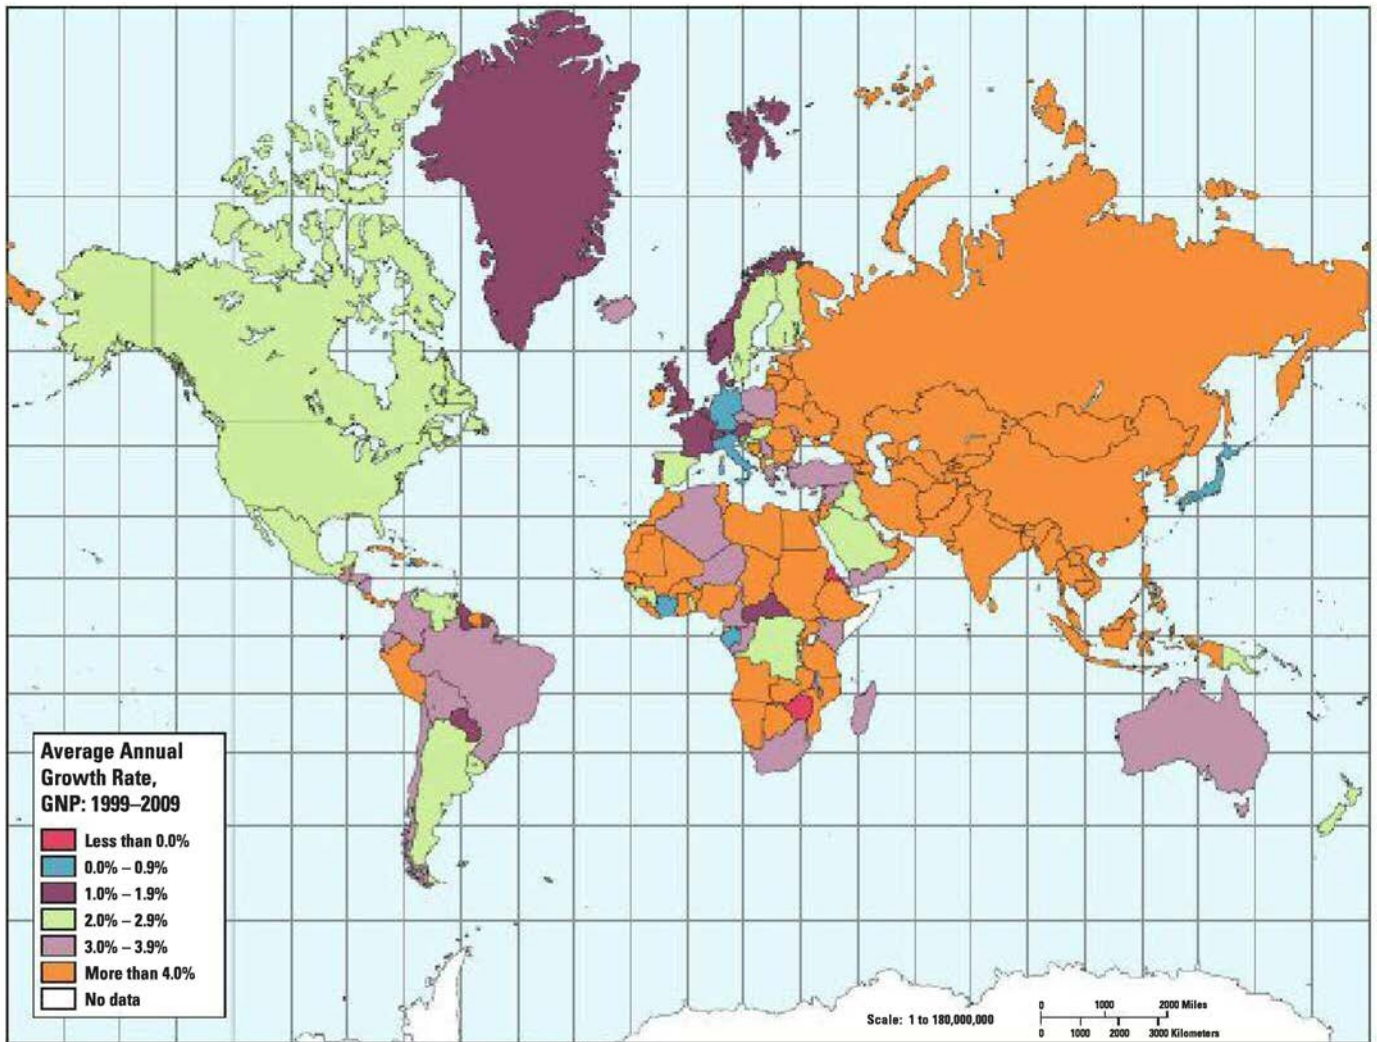 Average Annual
Growth Rate,
GNP: 1999–2009
Less than 0.0%
0.0% – 0.9%
1.0% – 1.9%
2.0% – 2.9%
3.0% – 3.9%
More than 4.0%
No data
Scale: 1 to 180,000,000
0 1000 2000 Miles
0 1000 2000 3000 Kilometers